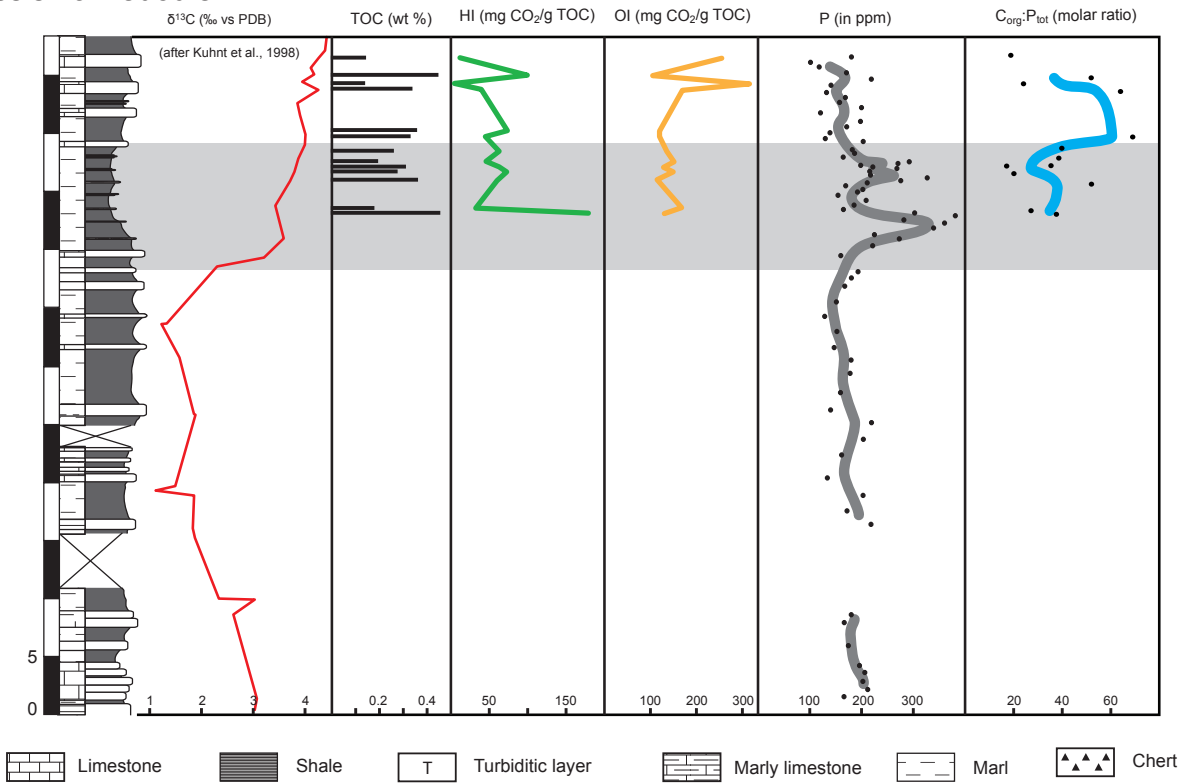 δ¹³C (‰ vs PDB) TOC (wt %) HI (mg CO₂/g TOC) OI (mg CO₂/g TOC) P (in ppm) C_org:P_tot (molar ratio)
(after Kuhnt et al., 1998)
5
0
1 2 3 4 0.2 0.4 50 150 100 200 300 100 200 300 20 40 60
Limestone Shale T Turbiditic layer Marly limestone Marl Chert